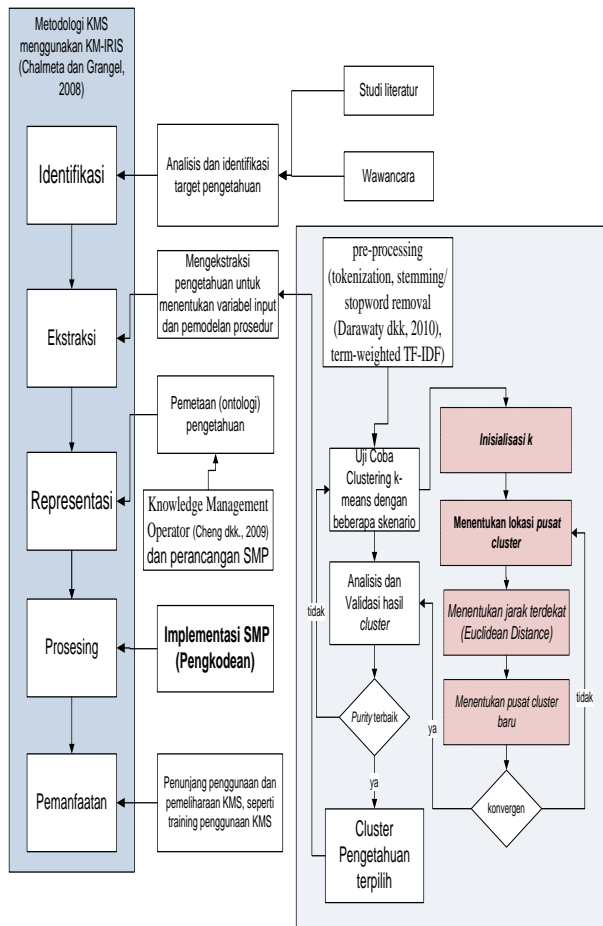 Metodologi KMS
menggunakan KM-IRIS
(Chalmeta dan Grangel,
2008)
Identifikasi
Ekstraksi
Representasi
Prosesing
Pemanfaatan
Analisis dan identifikasi
target pengetahuan
Studi literatur
Wawancara
Mengekstraksi
pengetahuan untuk
menentukan variabel input
dan pemodelan prosedur
Pemetaan (ontologi)
pengetahuan
Knowledge Management
Operator (Cheng dkk., 2009)
dan perancangan SMP
Implementasi SMP
(Pengkodean)
Penunjang penggunaan dan
pemeliharaan KMS, seperti
training penggunaan KMS
pre-processing
(tokenization, stemming/
stopword removal
(Darawaty dkk, 2010),
term-weighted TF-IDF)
Uji Coba
Clustering k-
means dengan
beberapa skenario
Analisis dan
Validasi hasil
cluster
tidak
Purity terbaik
ya
Cluster
Pengetahuan
terpilih
Inisialisasi k
Menentukan lokasi pusat
cluster
Menentukan jarak terdekat
(Euclidean Distance)
Menentukan pusat cluster
baru
ya
tidak
konvergen